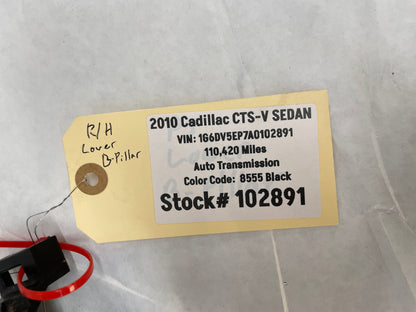 R/H
Lower
B-Pillar
2010 Cadillac CTS-V SEDAN
VIN: 1G6DV5EP7A0102891
110,420 Miles
Auto Transmission
Color Code: 8555 Black
Stock# 102891